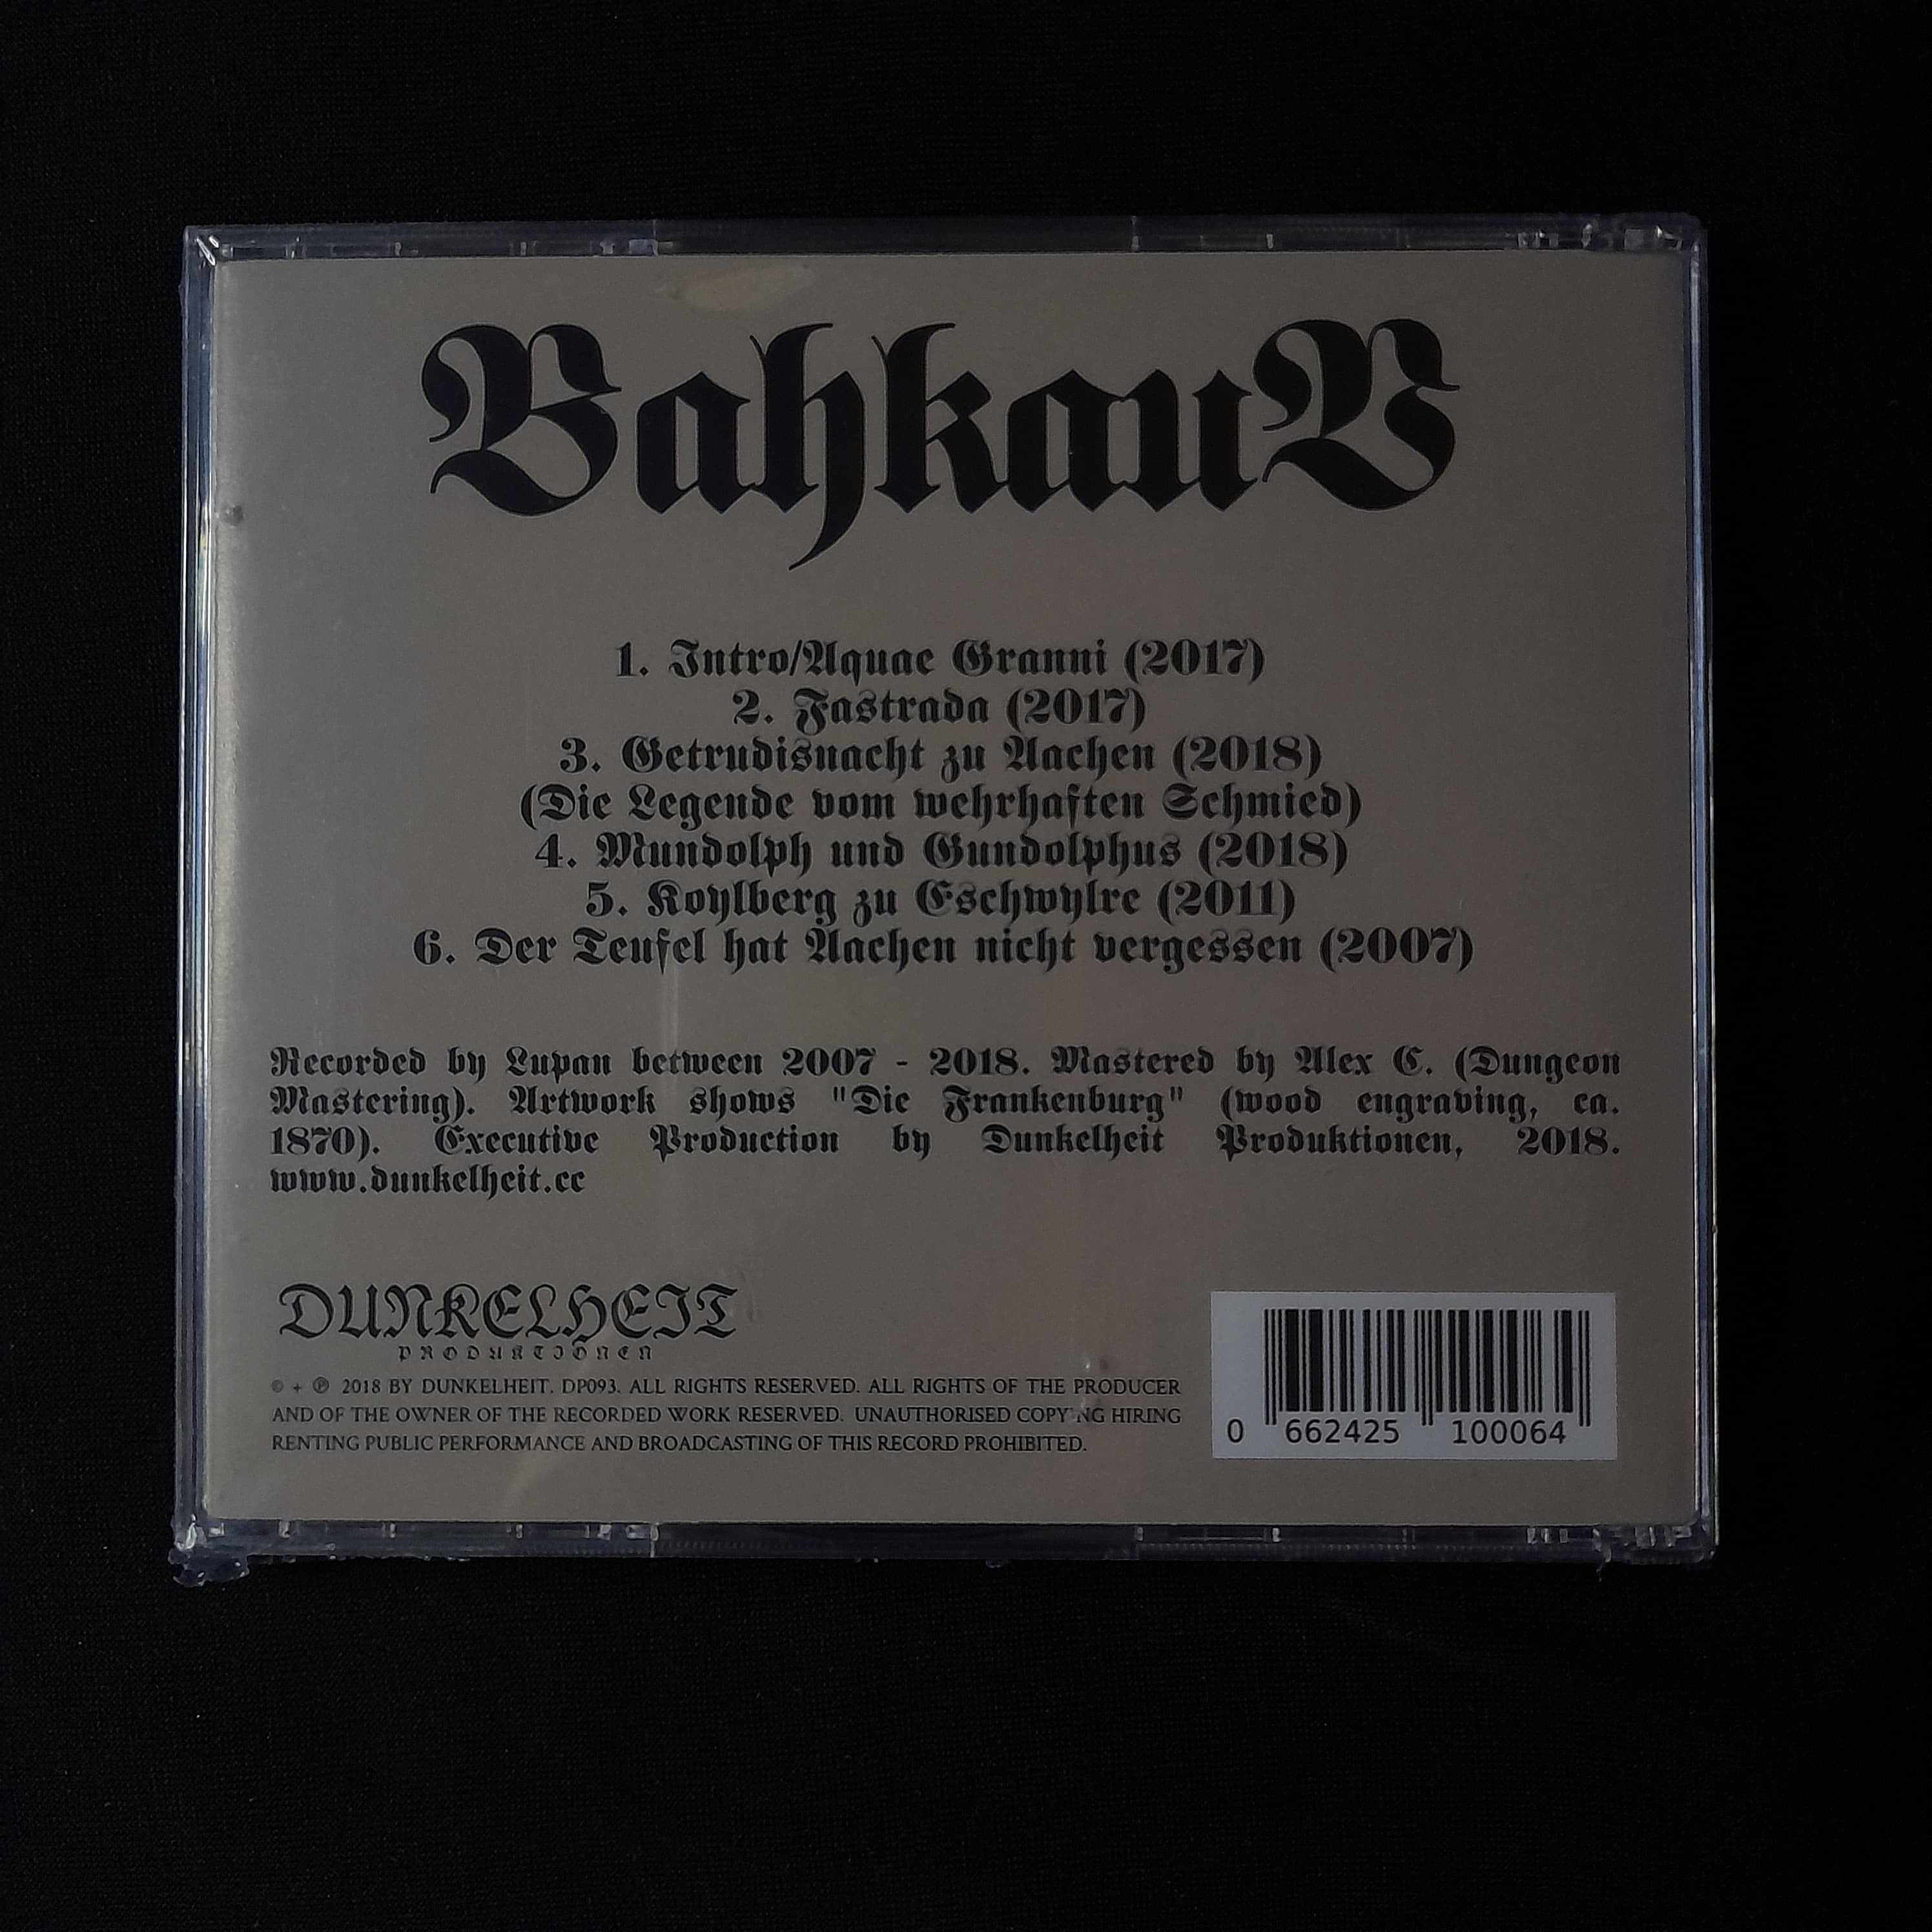 BahkauV
1. Intro/Aquae Granni (2017)
2. Fastrada (2017)
3. Getrudisnacht zu Aachen (2018)
(Die Legende vom wehrhaften Schmied)
4. Mundolph und Gundolphus (2018)
5. Koylberg zu Eschwylre (2011)
6. Der Teufel hat Aachen nicht vergessen (2007)
Recorded by Lupan between 2007 - 2018. Mastered by Alex C. (Dungeon
Mastering). Artwork shows "Die Frankenburg" (wood engraving, ca.
1870). Executive Production by Dunkelheit Produktionen, 2018.
www.dunkelheit.cc
DUNKELHEIT
PRODUKTIONEN
© + ℗ 2018 BY DUNKELHEIT. DP093. ALL RIGHTS RESERVED. ALL RIGHTS OF THE PRODUCER
AND OF THE OWNER OF THE RECORDED WORK RESERVED. UNAUTHORISED COPYING HIRING
RENTING PUBLIC PERFORMANCE AND BROADCASTING OF THIS RECORD PROHIBITED.
0 662425 100064